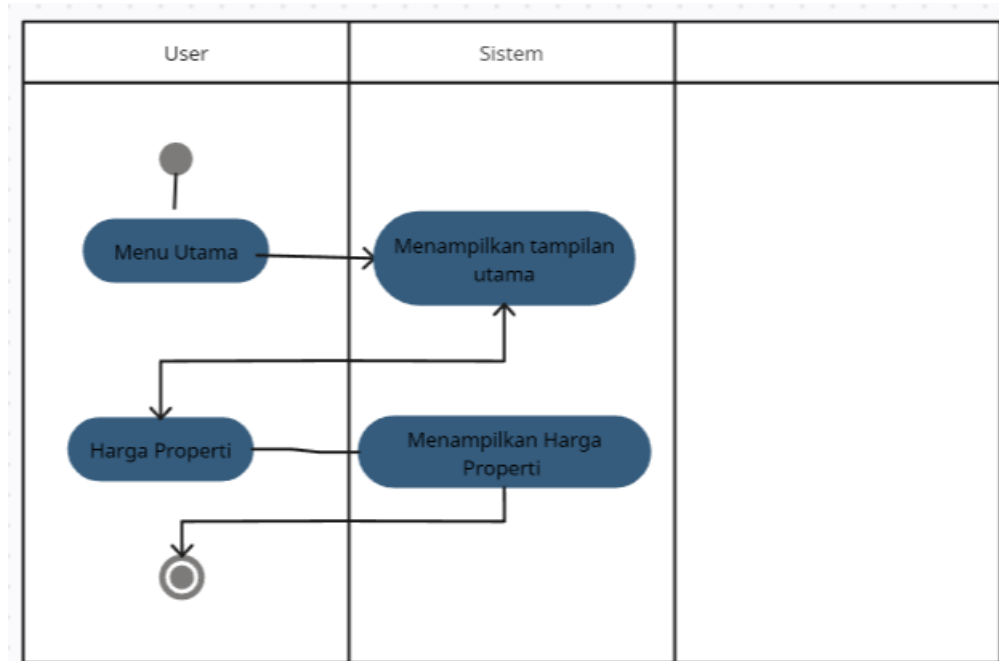 User
Sistem
Menu Utama
Menampilkan tampilan
utama
Harga Properti
Menampilkan Harga
Properti